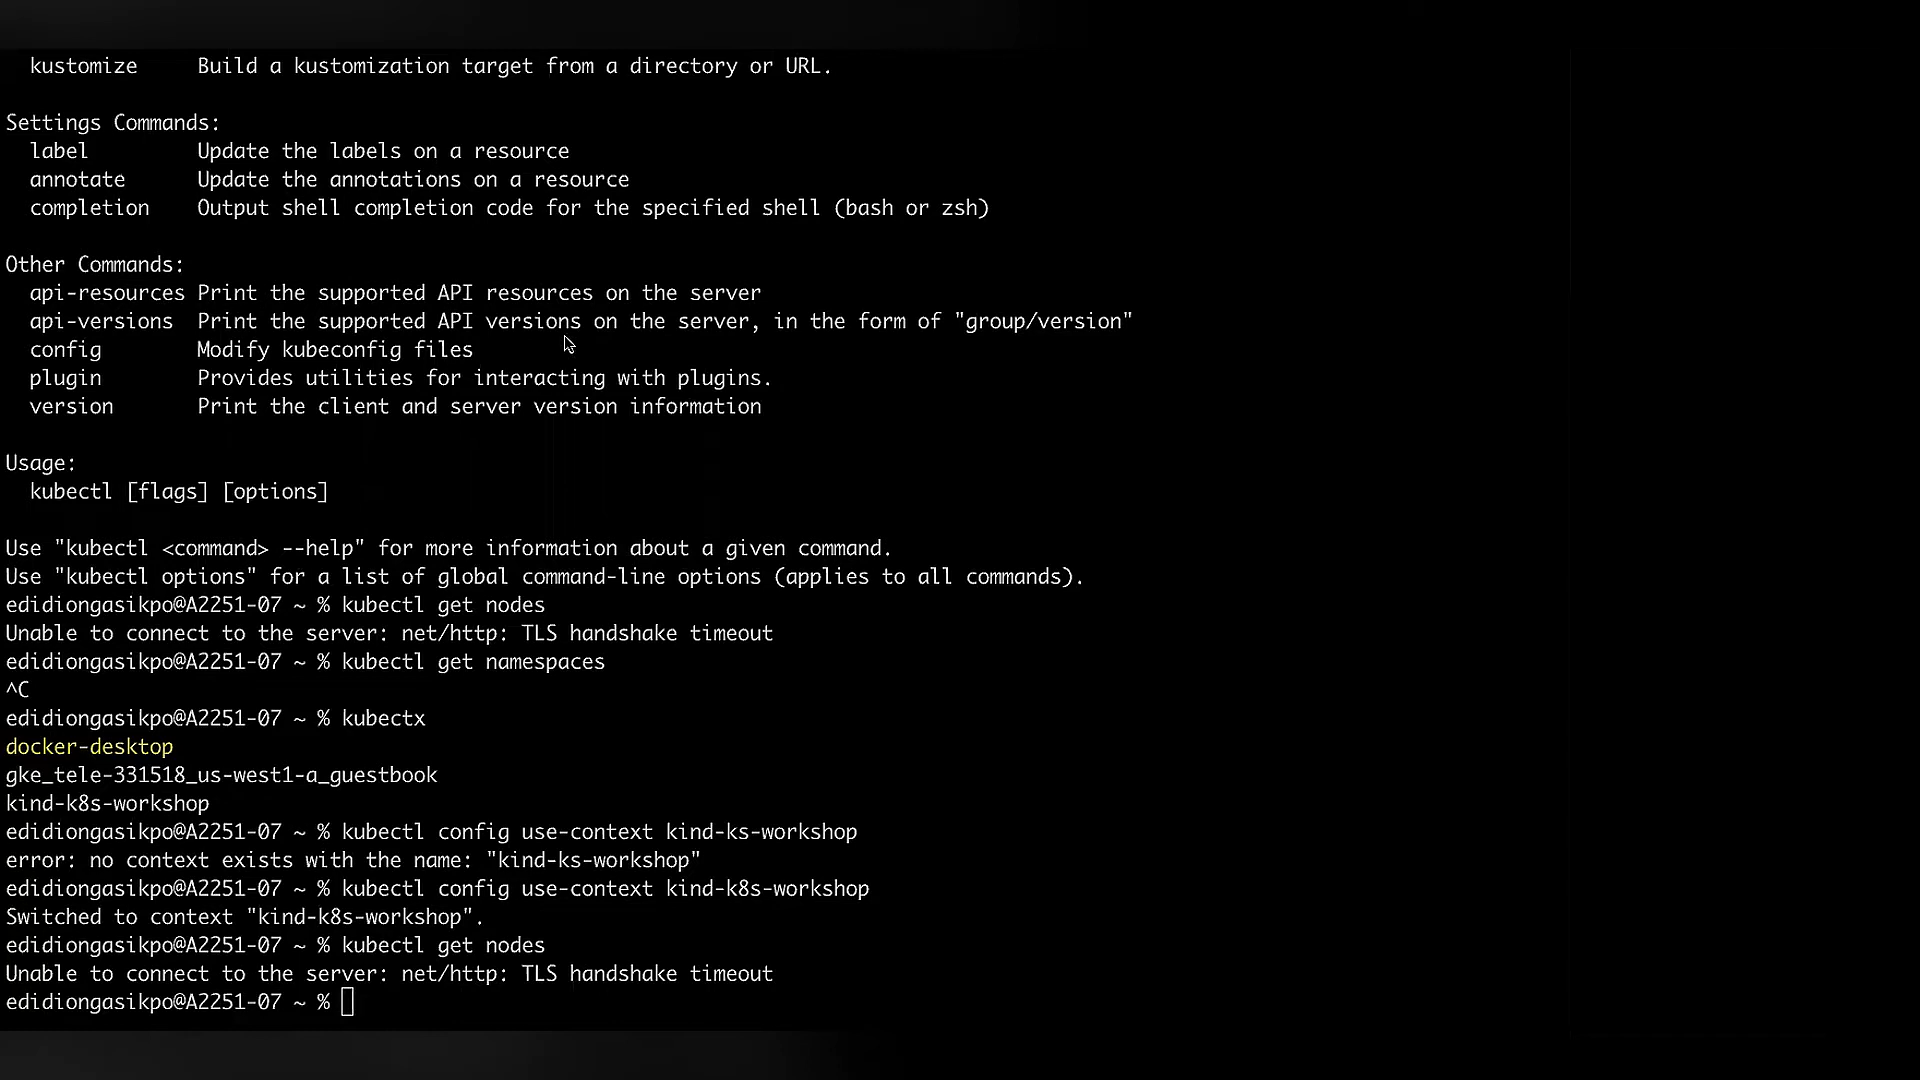 kustomize     Build a kustomization target from a directory or URL.
Settings Commands:
label         Update the labels on a resource
annotate      Update the annotations on a resource
completion    Output shell completion code for the specified shell (bash or zsh)
Other Commands:
api-resources Print the supported API resources on the server
api-versions  Print the supported API versions on the server, in the form of "group/version"
config        Modify kubeconfig files
plugin        Provides utilities for interacting with plugins.
version       Print the client and server version information
Usage:
kubectl [flags] [options]
Use "kubectl <command> --help" for more information about a given command.
Use "kubectl options" for a list of global command-line options (applies to all commands).
edidiongasikpo@A2251-07 ~ % kubectl get nodes
Unable to connect to the server: net/http: TLS handshake timeout
edidiongasikpo@A2251-07 ~ % kubectl get namespaces
^C
edidiongasikpo@A2251-07 ~ % kubectx
docker-desktop
gke_tele-331518_us-west1-a_guestbook
kind-k8s-workshop
edidiongasikpo@A2251-07 ~ % kubectl config use-context kind-ks-workshop
error: no context exists with the name: "kind-ks-workshop"
edidiongasikpo@A2251-07 ~ % kubectl config use-context kind-k8s-workshop
Switched to context "kind-k8s-workshop".
edidiongasikpo@A2251-07 ~ % kubectl get nodes
Unable to connect to the server: net/http: TLS handshake timeout
edidiongasikpo@A2251-07 ~ %